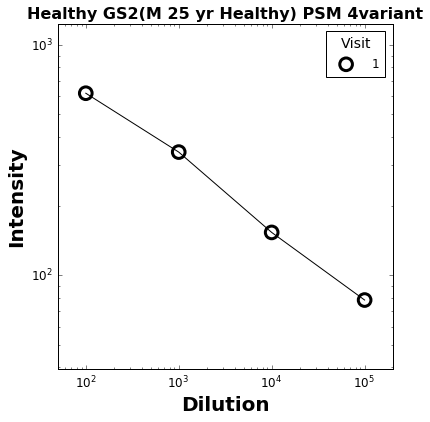 Healthy GS2(M 25 yr Healthy) PSM 4variant
Visit
1
10³
10²
Intensity
10² 10³ 10⁴ 10⁵
Dilution